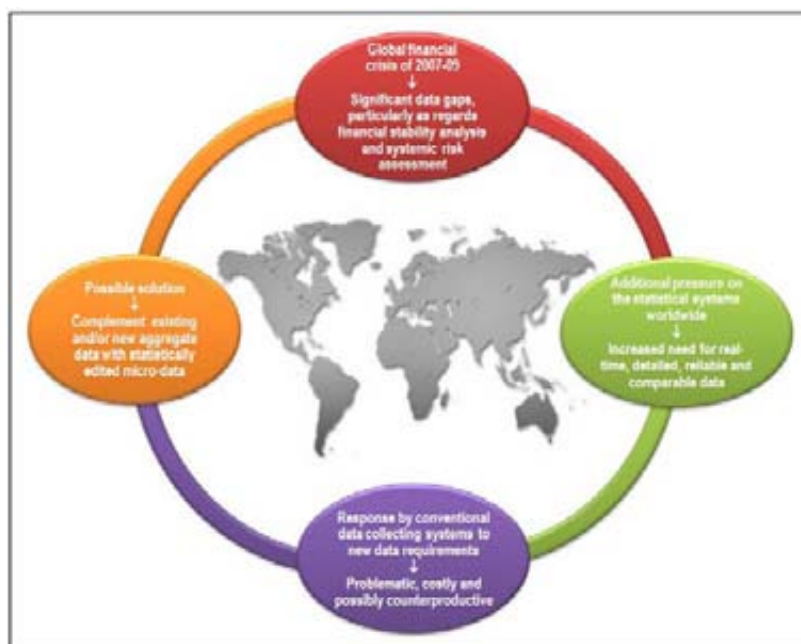 Global financial
crisis of 2007-09
↓
Significant data gaps,
particularly as regards
financial stability analysis
and systemic risk
assessment
Additional pressure on
the statistical systems
worldwide
↓
Increased need for real-
time, detailed, reliable and
comparable data
Response by conventional
data collecting systems to
new data requirements
↓
Problematic, costly and
possibly counterproductive
Possible solution
↓
Complement existing
and/or new aggregate
data with statistically
edited micro-data